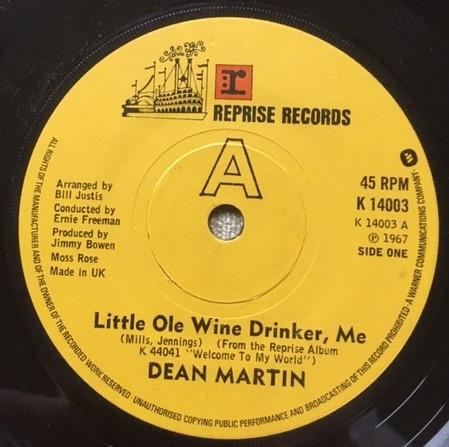 r
REPRISE RECORDS
A
Arranged by
Bill Justis
Conducted by
Ernie Freeman
Produced by
Jimmy Bowen
Moss Rose
Made in UK
45 RPM
K 14003
K 14003 A
℗ 1967
SIDE ONE
Little Ole Wine Drinker, Me
(Mills, Jennings) (From the Reprise Album
K 44041 "Welcome To My World")
DEAN MARTIN
ALL RIGHTS OF THE MANUFACTURER AND OF THE OWNER OF THE RECORDED WORK RESERVED · UNAUTHORISED COPYING PUBLIC PERFORMANCE AND BROADCASTING OF THIS RECORD PROHIBITED · A WARNER COMMUNICATIONS COMPANY ·